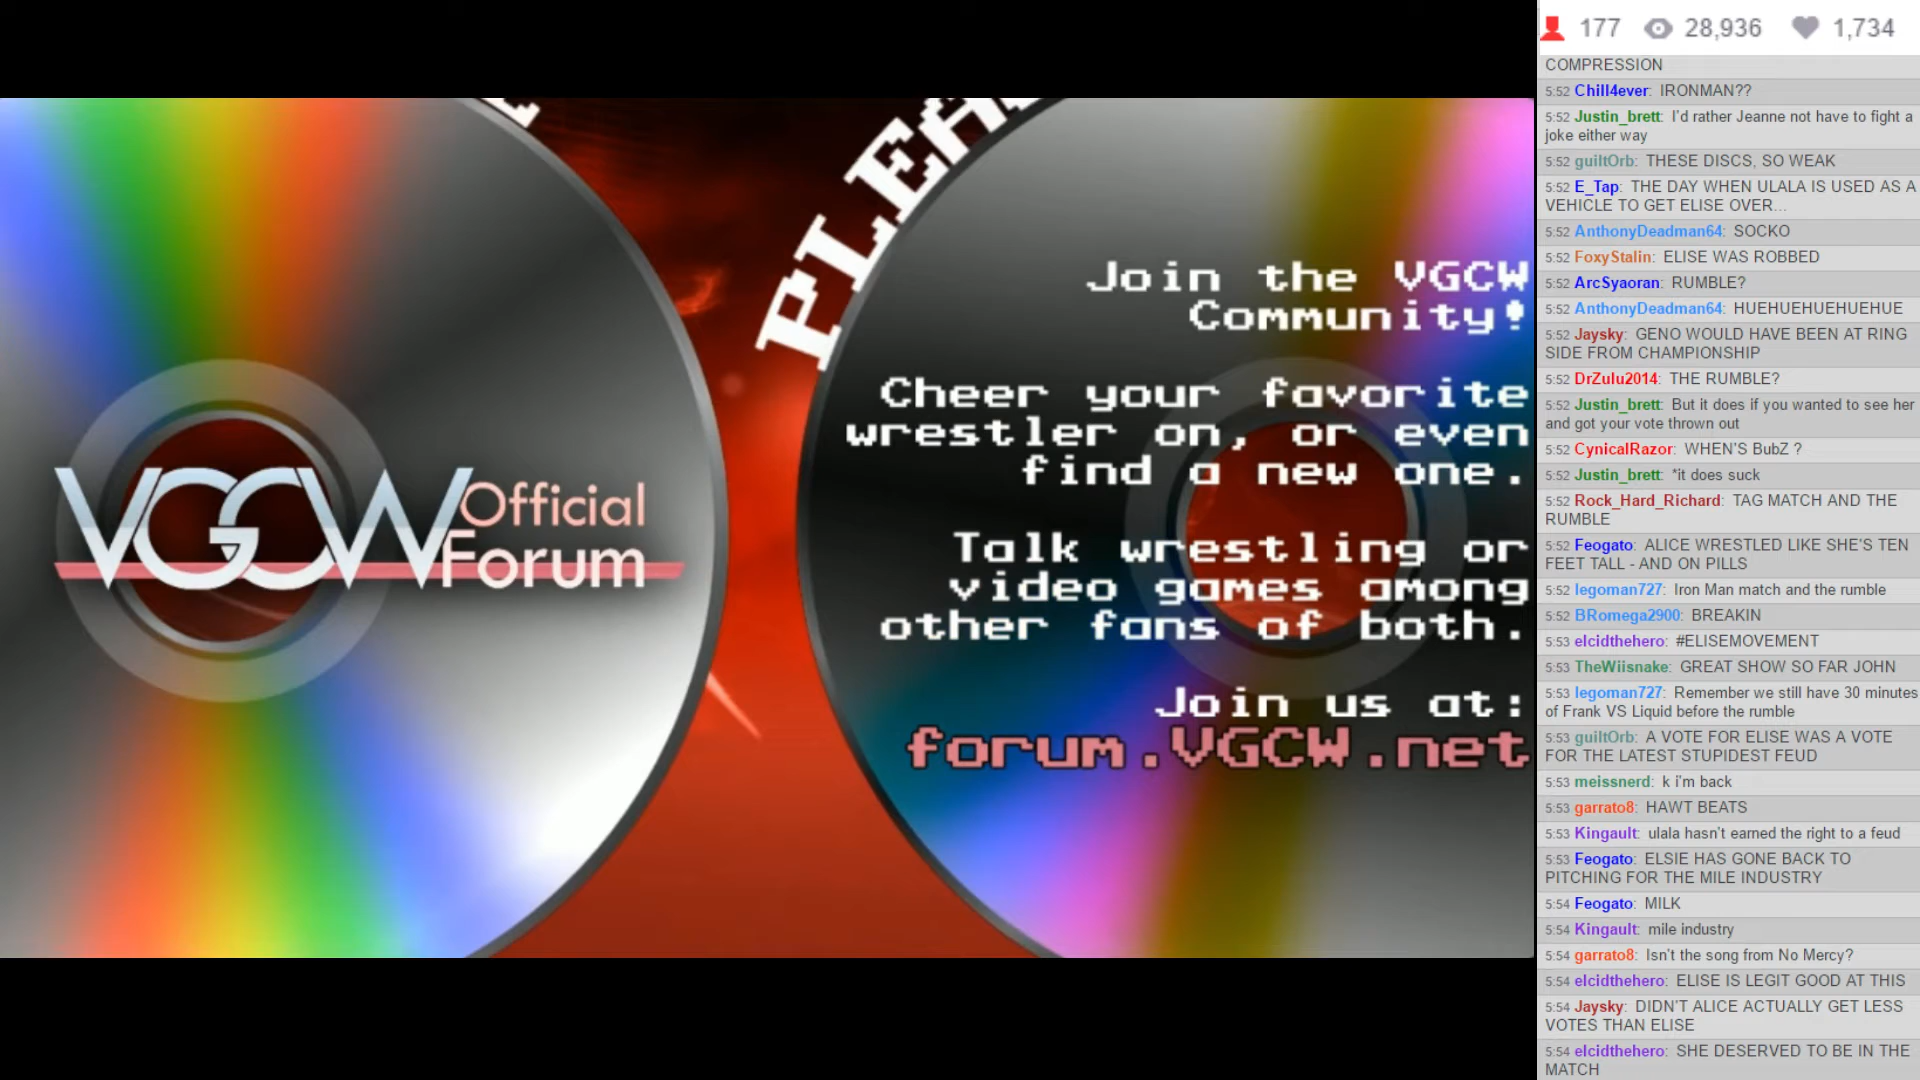 PLEA
VGCW Official
Forum
Join the VGCW
Community!
Cheer your favorite
wrestler on, or even
find a new one.
Talk wrestling or
video games among
other fans of both.
Join us at:
forum.VGCW.net
177 28,936 1,734
COMPRESSION
5:52 Chill4ever: IRONMAN??
5:52 Justin_brett: I'd rather Jeanne not have to fight a
joke either way
5:52 guiltOrb: THESE DISCS, SO WEAK
5:52 E_Tap: THE DAY WHEN ULALA IS USED AS A
VEHICLE TO GET ELISE OVER...
5:52 AnthonyDeadman64: SOCKO
5:52 FoxyStalin: ELISE WAS ROBBED
5:52 ArcSyaoran: RUMBLE?
5:52 AnthonyDeadman64: HUEHUEHUEHUEHUE
5:52 Jaysky: GENO WOULD HAVE BEEN AT RING
SIDE FROM CHAMPIONSHIP
5:52 DrZulu2014: THE RUMBLE?
5:52 Justin_brett: But it does if you wanted to see her
and got your vote thrown out
5:52 CynicalRazor: WHEN'S BubZ ?
5:52 Justin_brett: *it does suck
5:52 Rock_Hard_Richard: TAG MATCH AND THE
RUMBLE
5:52 Feogato: ALICE WRESTLED LIKE SHE'S TEN
FEET TALL - AND ON PILLS
5:52 legoman727: Iron Man match and the rumble
5:52 BRomega2900: BREAKIN
5:53 elcidthehero: #ELISEMOVEMENT
5:53 TheWiisnake: GREAT SHOW SO FAR JOHN
5:53 legoman727: Remember we still have 30 minutes
of Frank VS Liquid before the rumble
5:53 guiltOrb: A VOTE FOR ELISE WAS A VOTE
FOR THE LATEST STUPIDEST FEUD
5:53 meissnerd: k i'm back
5:53 garrato8: HAWT BEATS
5:53 Kingault: ulala hasn't earned the right to a feud
5:53 Feogato: ELSIE HAS GONE BACK TO
PITCHING FOR THE MILE INDUSTRY
5:54 Feogato: MILK
5:54 Kingault: mile industry
5:54 garrato8: Isn't the song from No Mercy?
5:54 elcidthehero: ELISE IS LEGIT GOOD AT THIS
5:54 Jaysky: DIDN'T ALICE ACTUALLY GET LESS
VOTES THAN ELISE
5:54 elcidthehero: SHE DESERVED TO BE IN THE
MATCH